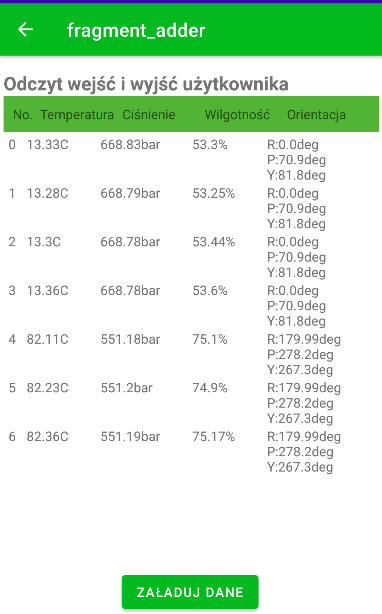 fragment_adder
Odczyt wejść i wyjść użytkownika
No. Temperatura Ciśnienie Wilgotność Orientacja
0 13.33C 668.83bar 53.3% R:0.0deg
P:70.9deg
Y:81.8deg
1 13.28C 668.79bar 53.25% R:0.0deg
P:70.9deg
Y:81.8deg
2 13.3C 668.78bar 53.44% R:0.0deg
P:70.9deg
Y:81.8deg
3 13.36C 668.78bar 53.6% R:0.0deg
P:70.9deg
Y:81.8deg
4 82.11C 551.18bar 75.1% R:179.99deg
P:278.2deg
Y:267.3deg
5 82.23C 551.2bar 74.9% R:179.99deg
P:278.2deg
Y:267.3deg
6 82.36C 551.19bar 75.17% R:179.99deg
P:278.2deg
Y:267.3deg
ZAŁADUJ DANE